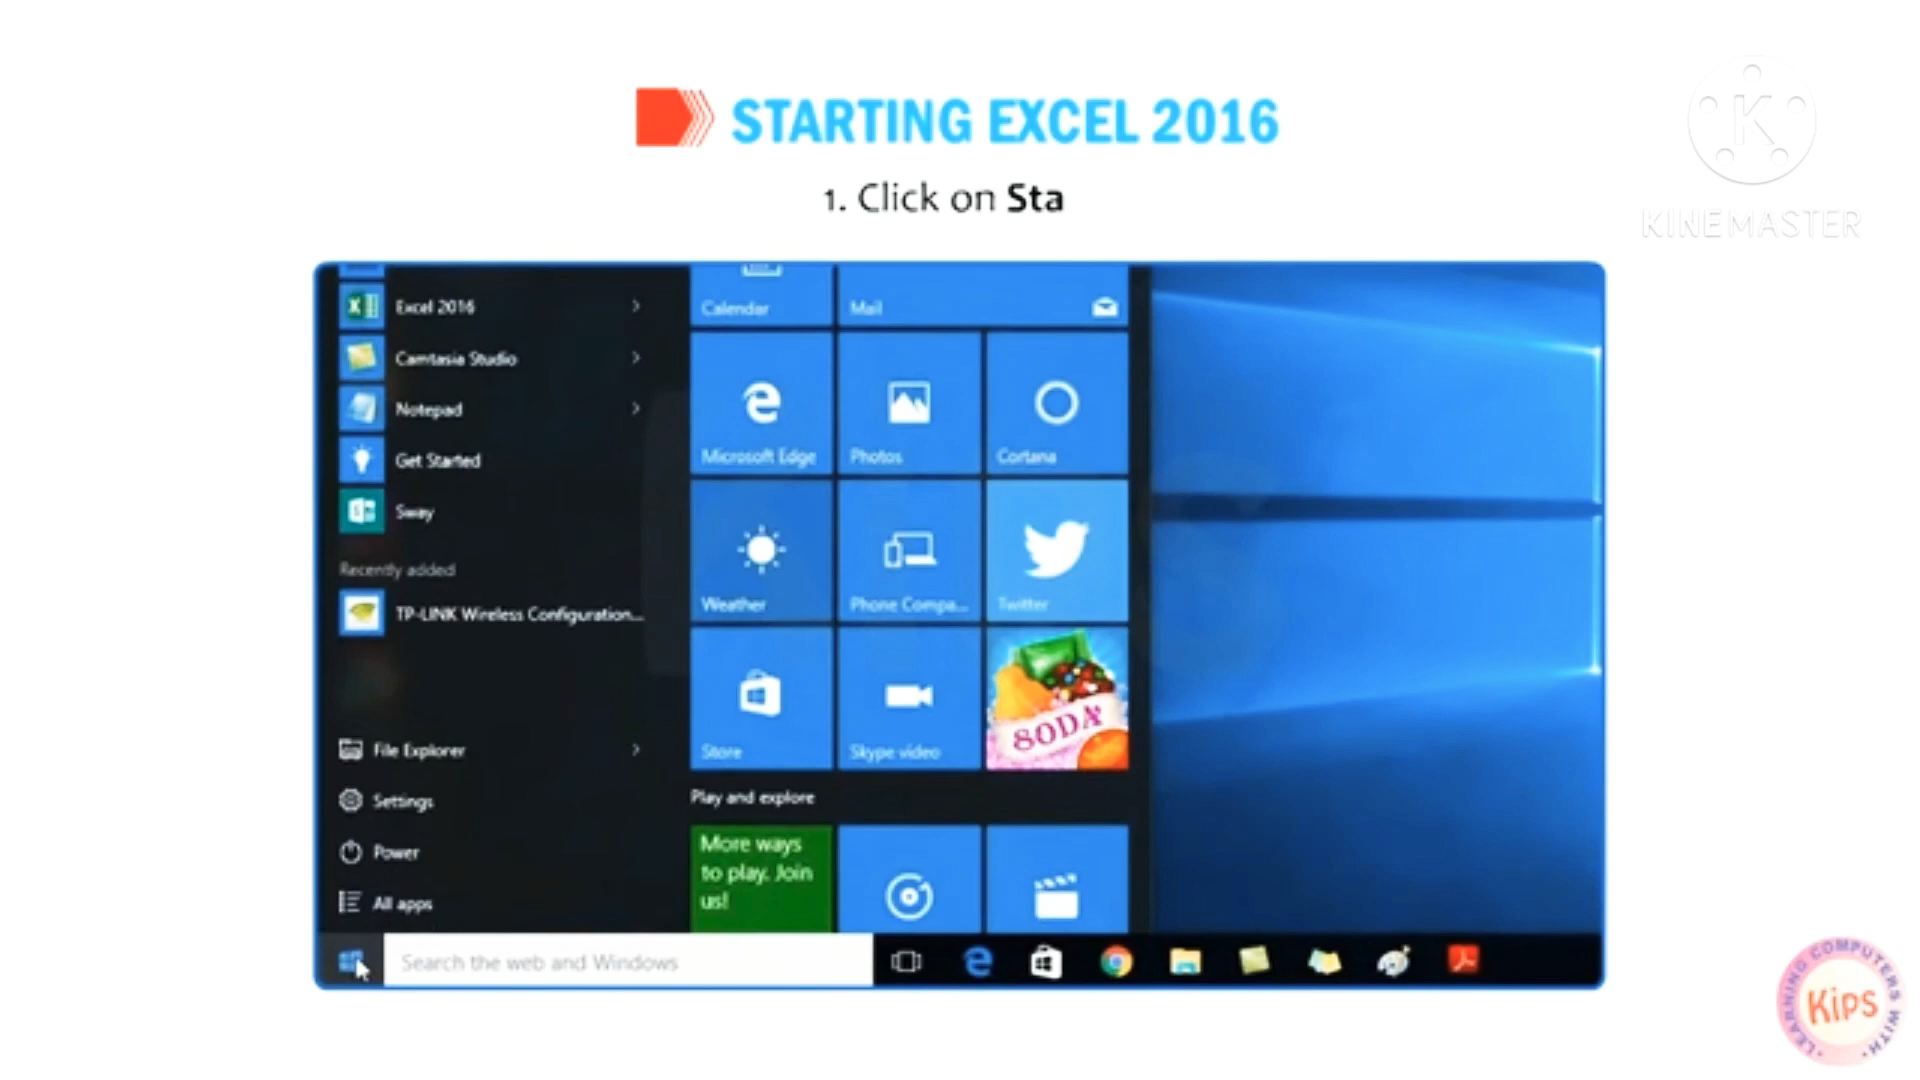 STARTING EXCEL 2016
1. Click on Sta
K
KINEMASTER
Excel 2016
Camtasia Studio
Notepad
Get Started
Sway
Recently added
TP-LINK Wireless Configuration...
File Explorer
Settings
Power
All apps
Calendar
Mail
Microsoft Edge
Photos
Cortana
Weather
Phone Compa...
Twitter
Store
Skype video
SODA
Play and explore
More ways
to play. Join
us!
Search the web and Windows
LEARNING COMPUTERS WITH
Kips